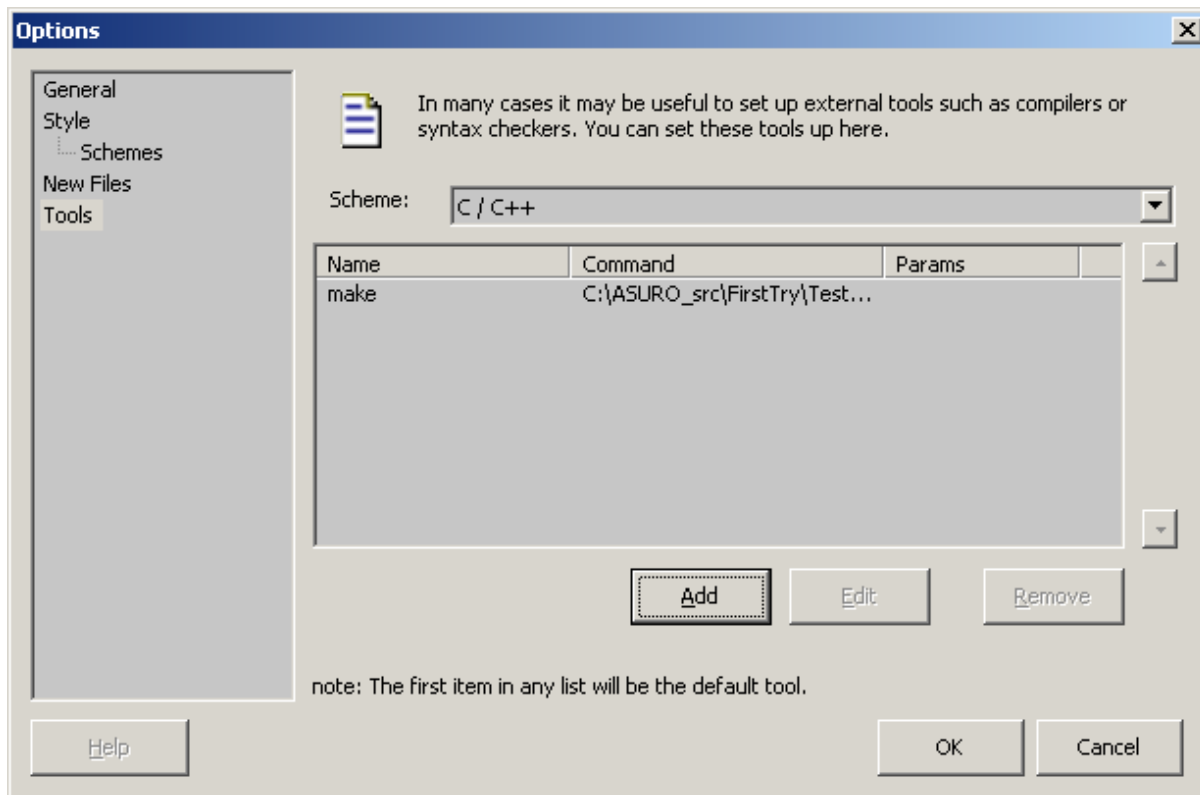 Options
General
Style
Schemes
New Files
Tools
In many cases it may be useful to set up external tools such as compilers or
syntax checkers. You can set these tools up here.
Scheme: C / C++
Name Command Params
make C:\ASURO_src\FirstTry\Test...
Add Edit Remove
note: The first item in any list will be the default tool.
Help OK Cancel